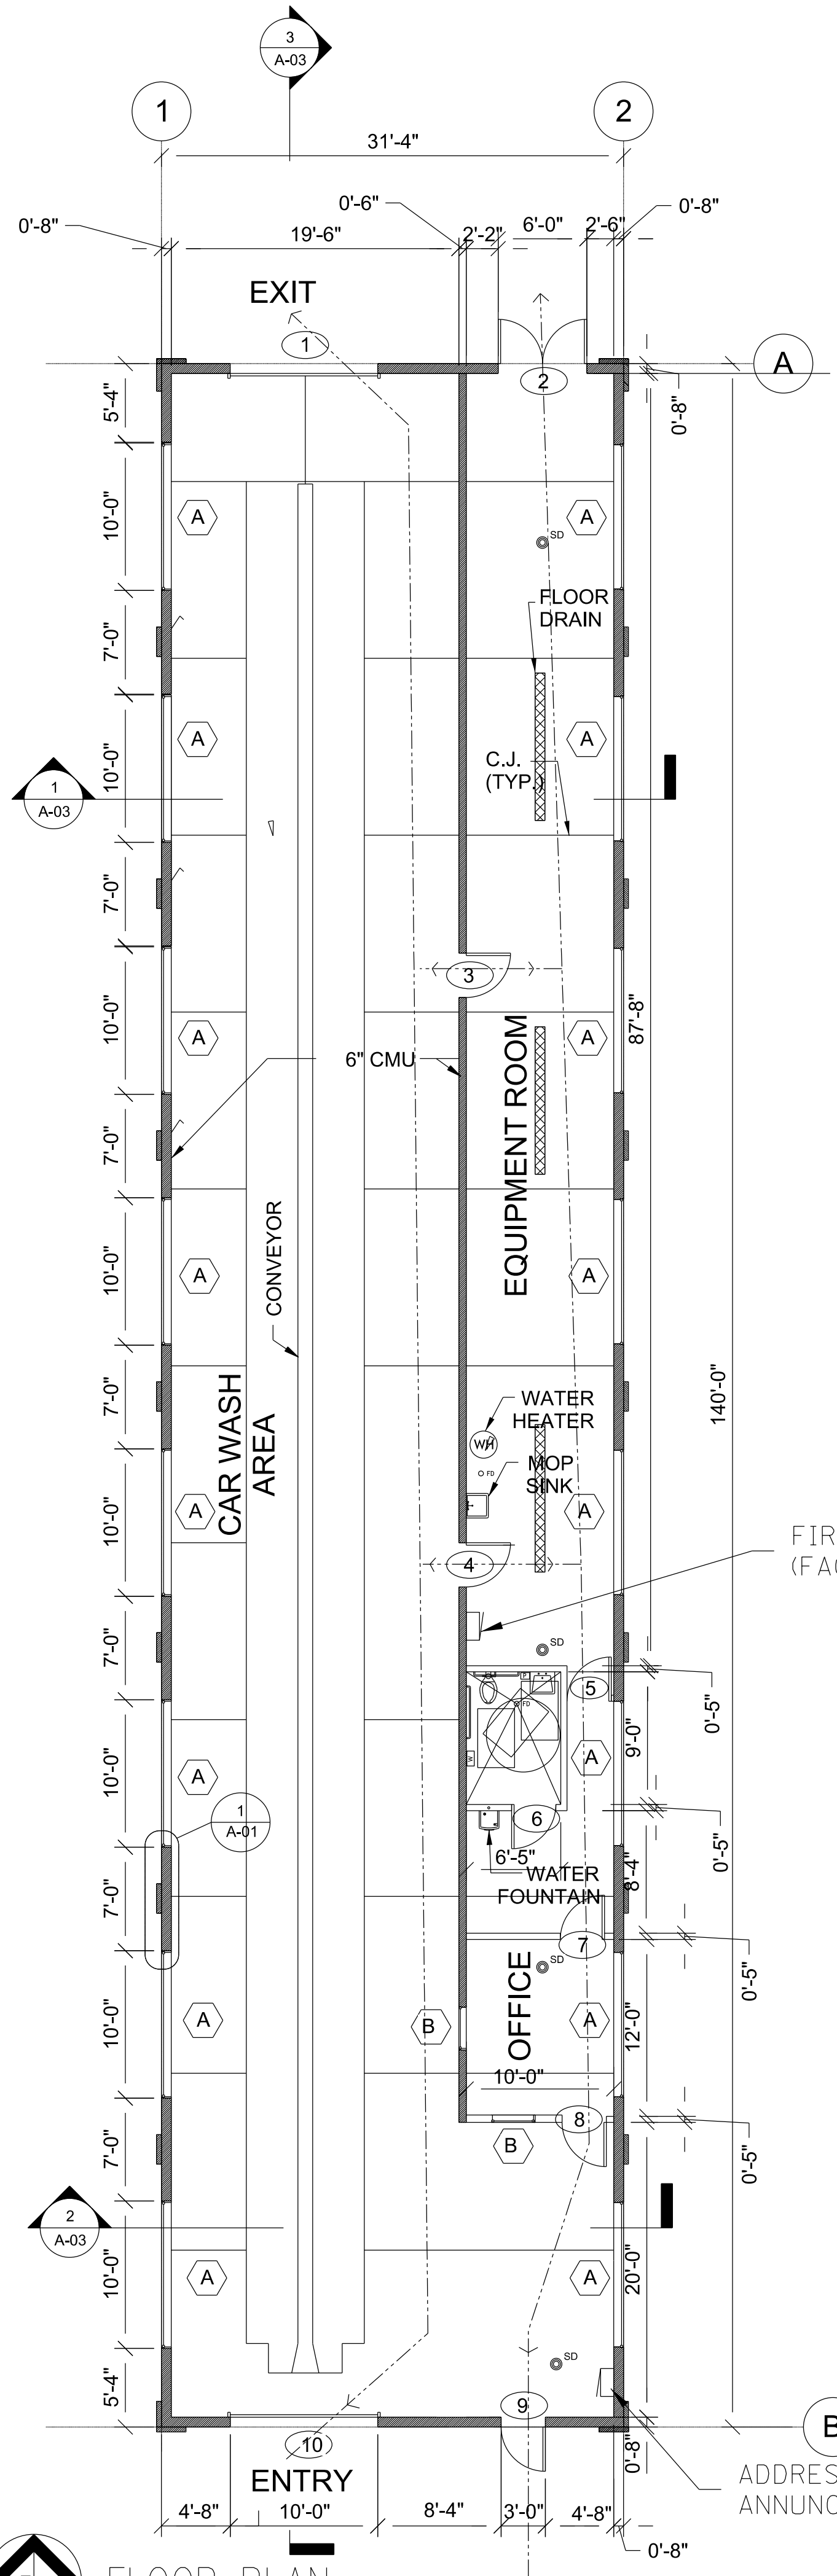 3
A-03
1
2
31'-4"
0'-8"
19'-6"
0'-6"
2'-2"
6'-0"
2'-6"
0'-8"
EXIT
1
2
A
0'-8"
5'-4"
10'-0"
A
A
SD
FLOOR
DRAIN
7'-0"
10'-0"
A
A
C.J.
(TYP.)
1
A-03
7'-0"
3
10'-0"
A
A
87'-8"
6" CMU
EQUIPMENT ROOM
7'-0"
CONVEYOR
10'-0"
A
A
7'-0"
140'-0"
CAR WASH
AREA
WATER
HEATER
WH
FD
MOP
SINK
10'-0"
A
A
4
7'-0"
SD
5
0'-5"
FD
10'-0"
A
A
9'-0"
W
1
A-01
6
0'-5"
6'-5"
WATER
FOUNTAIN
8'-4"
7'-0"
7
SD
0'-5"
OFFICE
10'-0"
A
B
A
12'-0"
10'-0"
8
B
7'-0"
0'-5"
2
A-03
10'-0"
A
A
20'-0"
SD
5'-4"
9
10
B
0'-8"
ENTRY
4'-8"
10'-0"
8'-4"
3'-0"
4'-8"
0'-8"
FLOOR PLAN